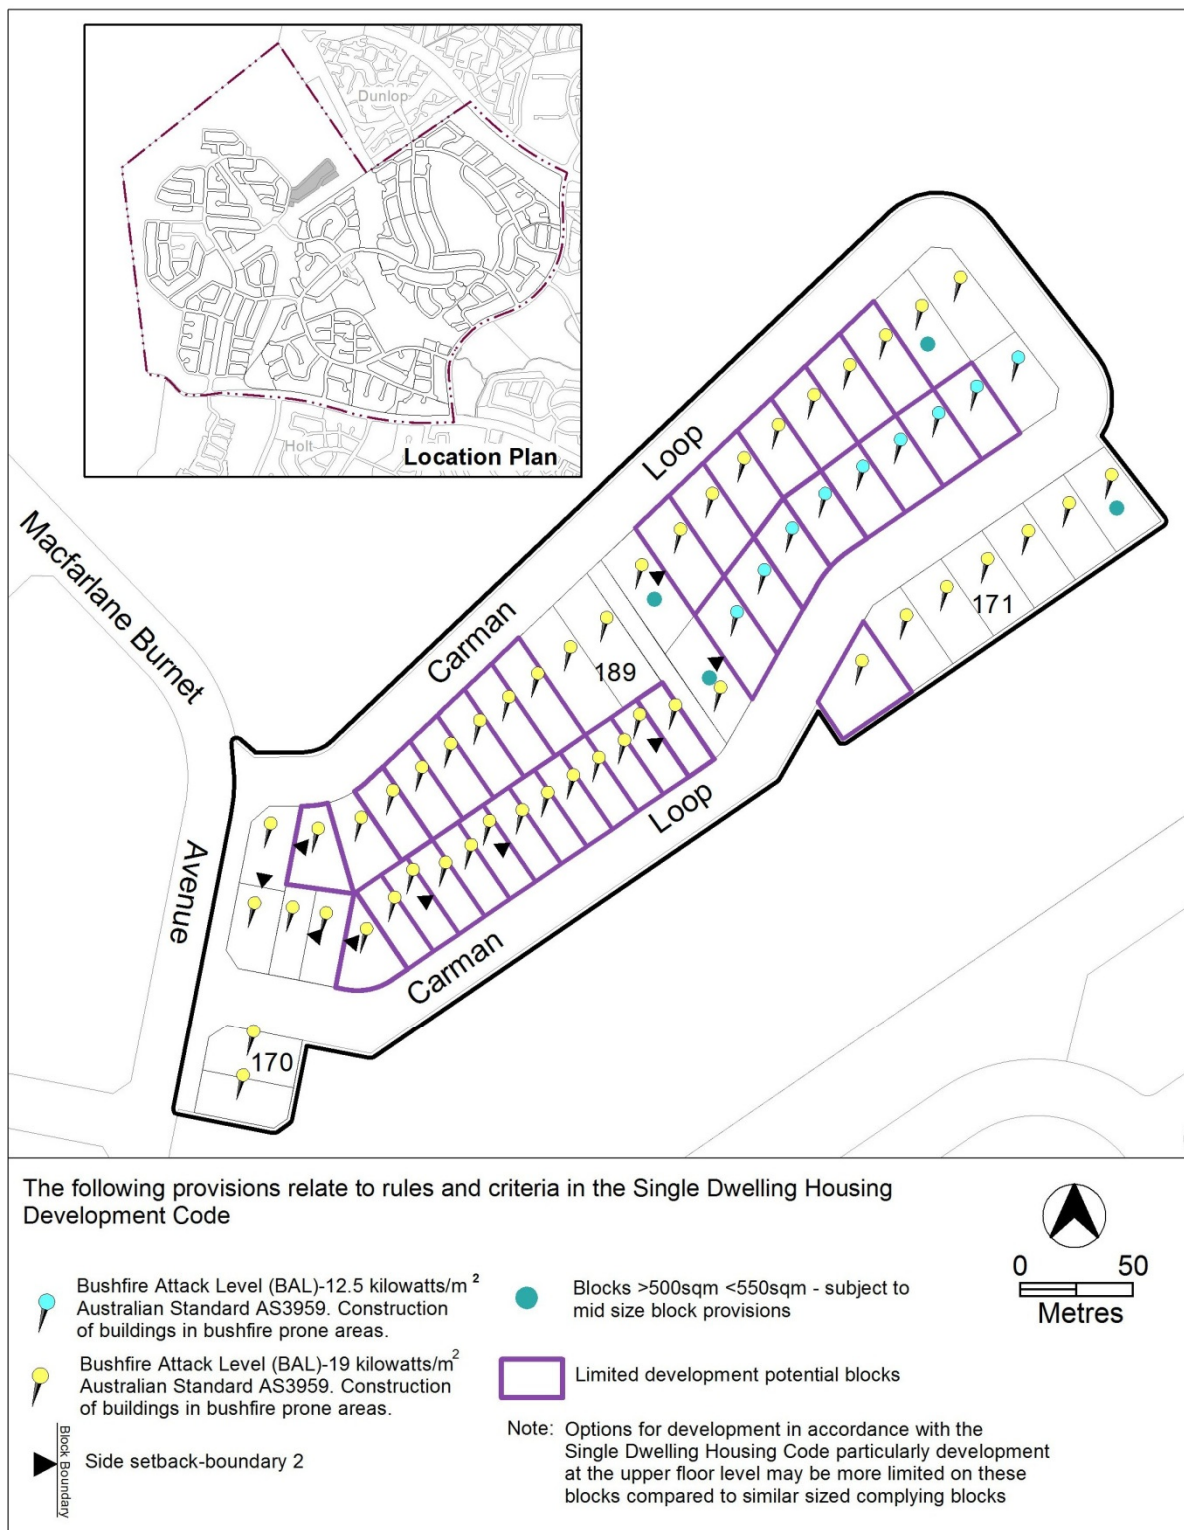 Dunlop
Holt
Location Plan
Macfarlane Burnet
Avenue
Carman
Loop
189
171
Carman
Loop
170
The following provisions relate to rules and criteria in the Single Dwelling Housing
Development Code
Bushfire Attack Level (BAL)-12.5 kilowatts/m 2
Australian Standard AS3959. Construction
of buildings in bushfire prone areas.
Bushfire Attack Level (BAL)-19 kilowatts/m2
Australian Standard AS3959. Construction
of buildings in bushfire prone areas.
Block Boundary
Side setback-boundary 2
Blocks >500sqm <550sqm - subject to
mid size block provisions
Limited development potential blocks
Note: Options for development in accordance with the
Single Dwelling Housing Code particularly development
at the upper floor level may be more limited on these
blocks compared to similar sized complying blocks
0 50
Metres